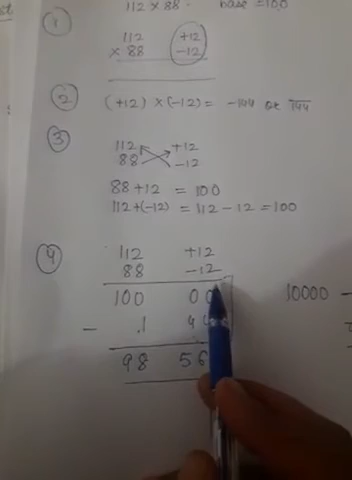 112 × 88 . base = 100
1
112 +12
× 88 -12
2 (+12) × (-12) = -144 or 144
3
112 +12
88 -12
88 + 12 = 100
112 + (-12) = 112 - 12 = 100
4
112 +12
88 -12
100 00
10000 -
- .1 44
98 56